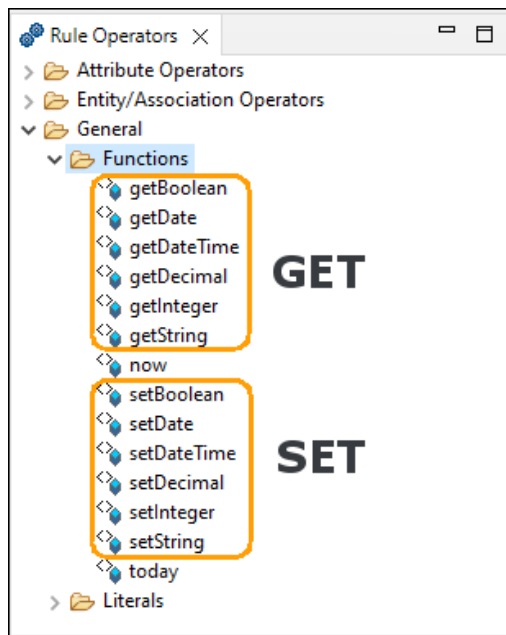 Rule Operators
Attribute Operators
Entity/Association Operators
General
Functions
getBoolean
getDate
getDateTime
getDecimal
getInteger
getString
GET
now
setBoolean
setDate
setDateTime
setDecimal
setInteger
setString
SET
today
Literals